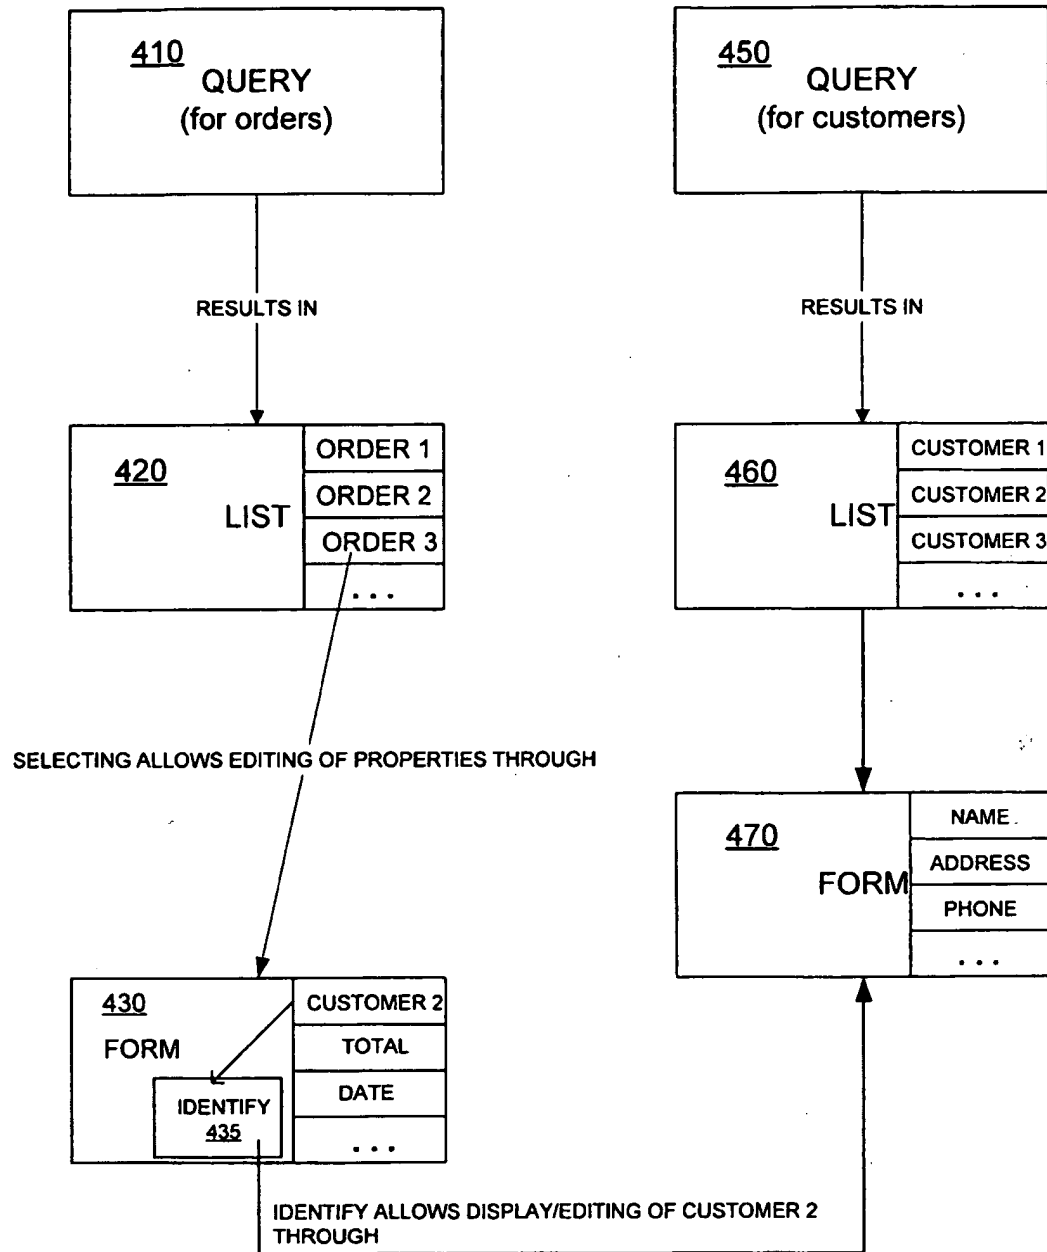 410
QUERY
(for orders)
450
QUERY
(for customers)
RESULTS IN
RESULTS IN
420
LIST
ORDER 1
ORDER 2
ORDER 3
...
460
LIST
CUSTOMER 1
CUSTOMER 2
CUSTOMER 3
...
SELECTING ALLOWS EDITING OF PROPERTIES THROUGH
470
FORM
NAME
ADDRESS
PHONE
...
430
FORM
CUSTOMER 2
TOTAL
DATE
...
IDENTIFY
435
IDENTIFY ALLOWS DISPLAY/EDITING OF CUSTOMER 2
THROUGH